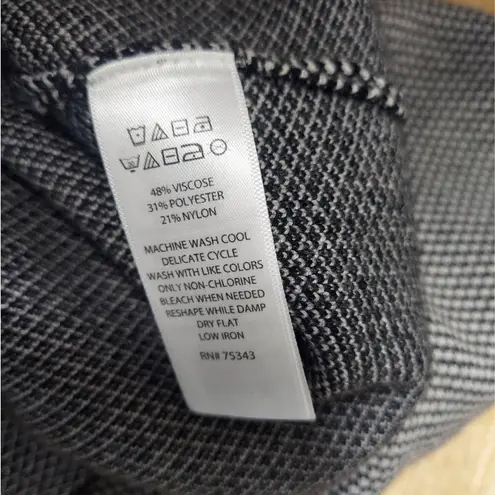 48% VISCOSE
31% POLYESTER
21% NYLON
MACHINE WASH COOL
DELICATE CYCLE
WASH WITH LIKE COLORS
ONLY NON-CHLORINE
BLEACH WHEN NEEDED
RESHAPE WHILE DAMP
DRY FLAT
LOW IRON
RN# 75343